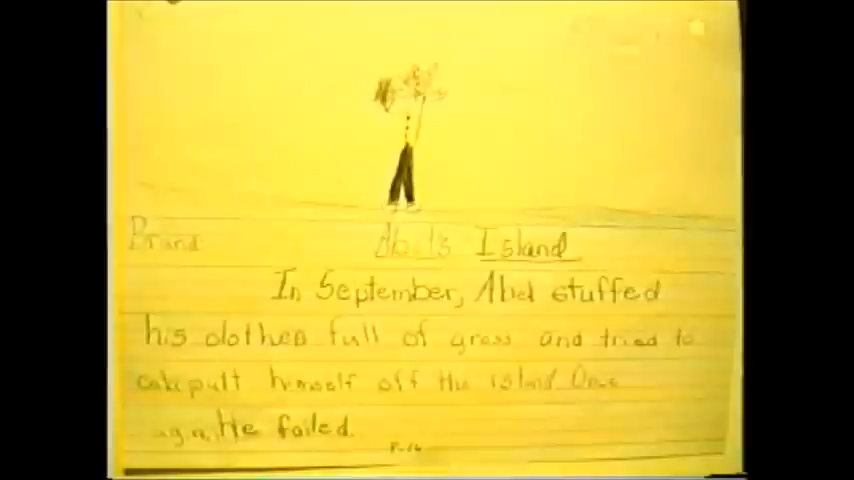 Brand
Abel's Island
In September, Abel stuffed
his clothes full of grass and tried to
catapult himself off the island Once
again He failed.